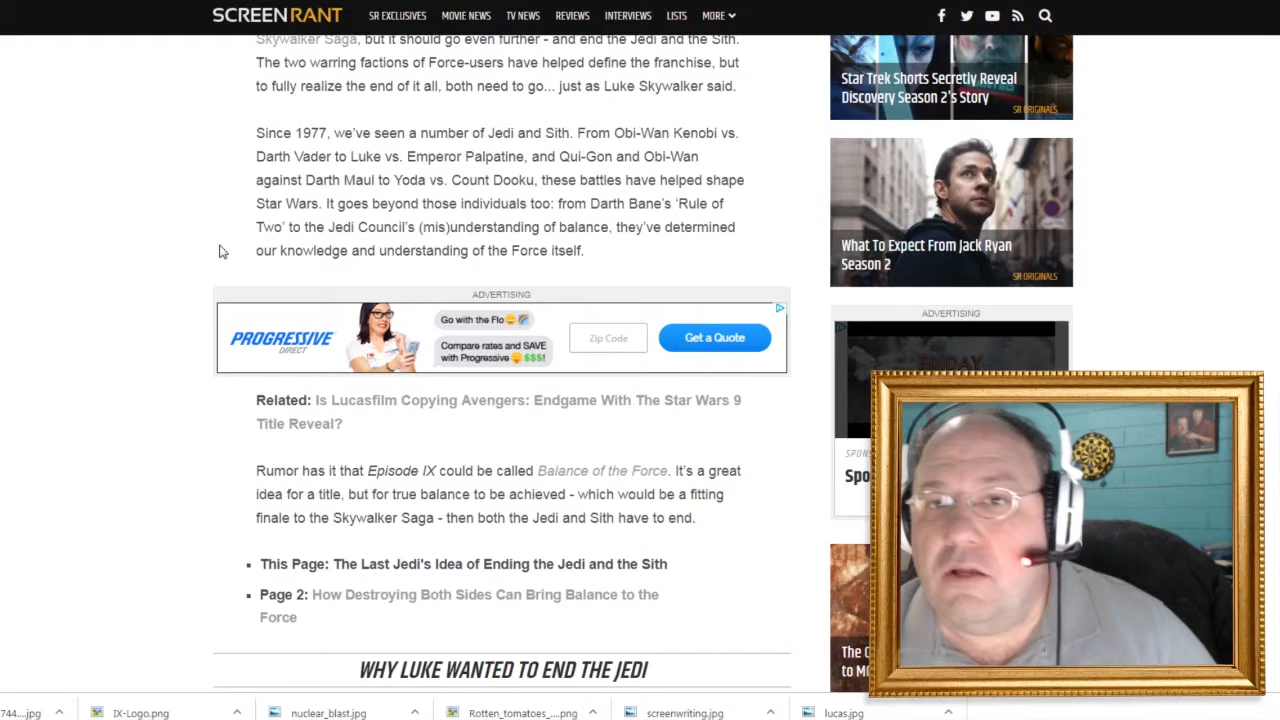 SCREENRANT
SR EXCLUSIVES MOVIE NEWS TV NEWS REVIEWS INTERVIEWS LISTS MORE
Skywalker Saga, but it should go even further - and end the Jedi and the Sith.
The two warring factions of Force-users have helped define the franchise, but
to fully realize the end of it all, both need to go... just as Luke Skywalker said.
Since 1977, we've seen a number of Jedi and Sith. From Obi-Wan Kenobi vs.
Darth Vader to Luke vs. Emperor Palpatine, and Qui-Gon and Obi-Wan
against Darth Maul to Yoda vs. Count Dooku, these battles have helped shape
Star Wars. It goes beyond those individuals too: from Darth Bane's ‘Rule of
Two’ to the Jedi Council's (mis)understanding of balance, they've determined
our knowledge and understanding of the Force itself.
ADVERTISING
PROGRESSIVE
DIRECT
Go with the Flo
Compare rates and SAVE
with Progressive $$$!
Zip Code
Get a Quote
Related: Is Lucasfilm Copying Avengers: Endgame With The Star Wars 9
Title Reveal?
Rumor has it that Episode IX could be called Balance of the Force. It's a great
idea for a title, but for true balance to be achieved - which would be a fitting
finale to the Skywalker Saga - then both the Jedi and Sith have to end.
This Page: The Last Jedi's Idea of Ending the Jedi and the Sith
Page 2: How Destroying Both Sides Can Bring Balance to the
Force
WHY LUKE WANTED TO END THE JEDI
Star Trek Shorts Secretly Reveal
Discovery Season 2's Story
SR ORIGINALS
What To Expect From Jack Ryan
Season 2
SR ORIGINALS
ADVERTISING
SPONS
Spo
The C
to M
744....jpg
IX-Logo.png
nuclear_blast.jpg
Rotten_tomatoes_....png
screenwriting.jpg
lucas.jpg